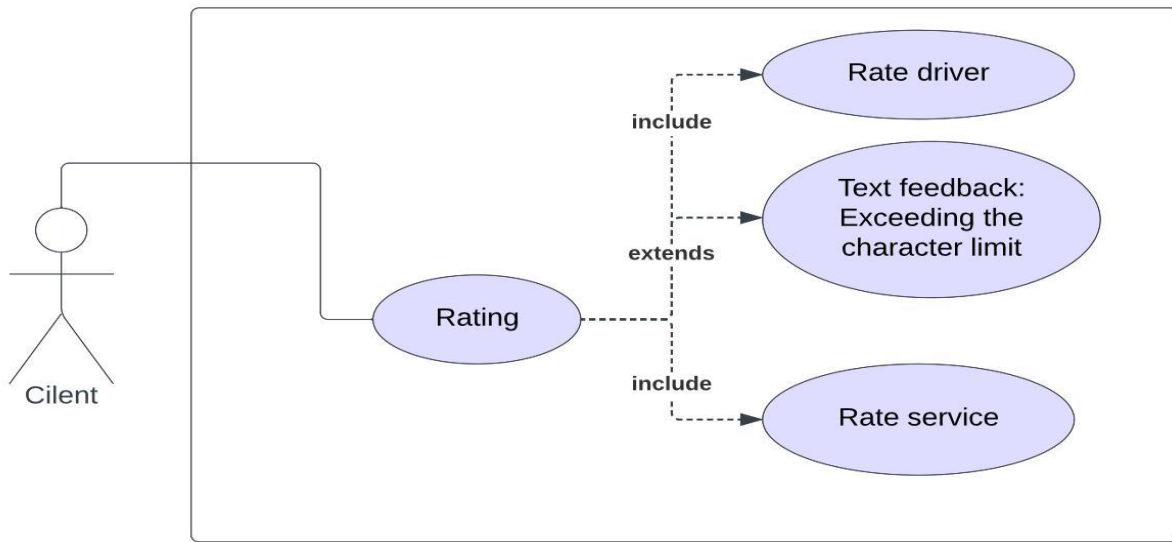 Rate driver
include
Text feedback:
Exceeding the
character limit
extends
Rating
include
Cilent
Rate service